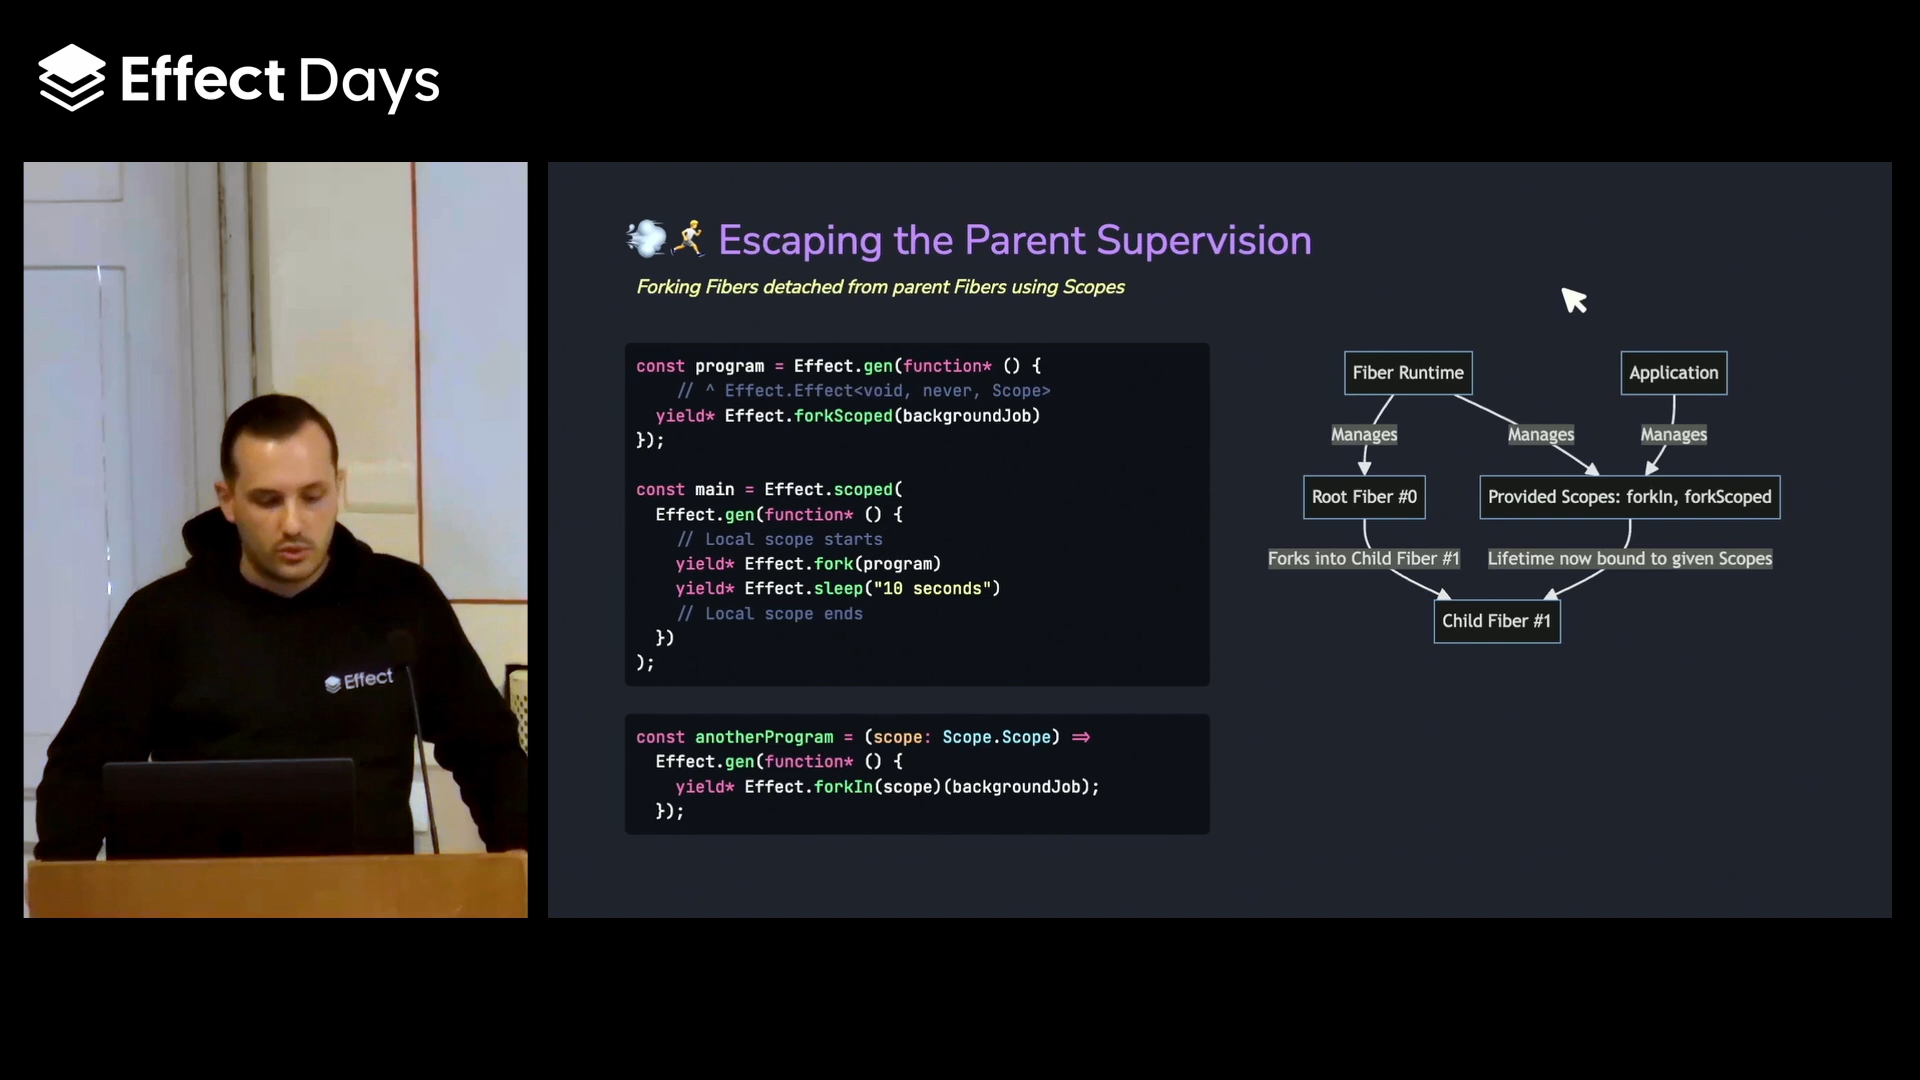 Effect Days
Escaping the Parent Supervision
Forking Fibers detached from parent Fibers using Scopes
const program = Effect.gen(function* () {
// ^ Effect.Effect<void, never, Scope>
yield* Effect.forkScoped(backgroundJob)
});
const main = Effect.scoped(
Effect.gen(function* () {
// Local scope starts
yield* Effect.fork(program)
yield* Effect.sleep("10 seconds")
// Local scope ends
})
);
const anotherProgram = (scope: Scope.Scope) =>
Effect.gen(function* () {
yield* Effect.forkIn(scope)(backgroundJob);
});
Fiber Runtime
Application
Manages
Manages
Manages
Root Fiber #0
Provided Scopes: forkIn, forkScoped
Forks into Child Fiber #1
Lifetime now bound to given Scopes
Child Fiber #1
Effect